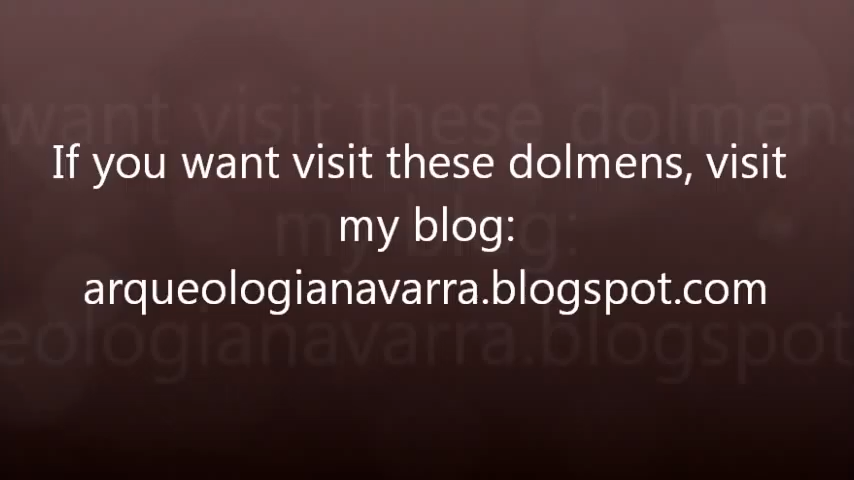 If you want visit these dolmens, visit
my blog:
arqueologianavarra.blogspot.com